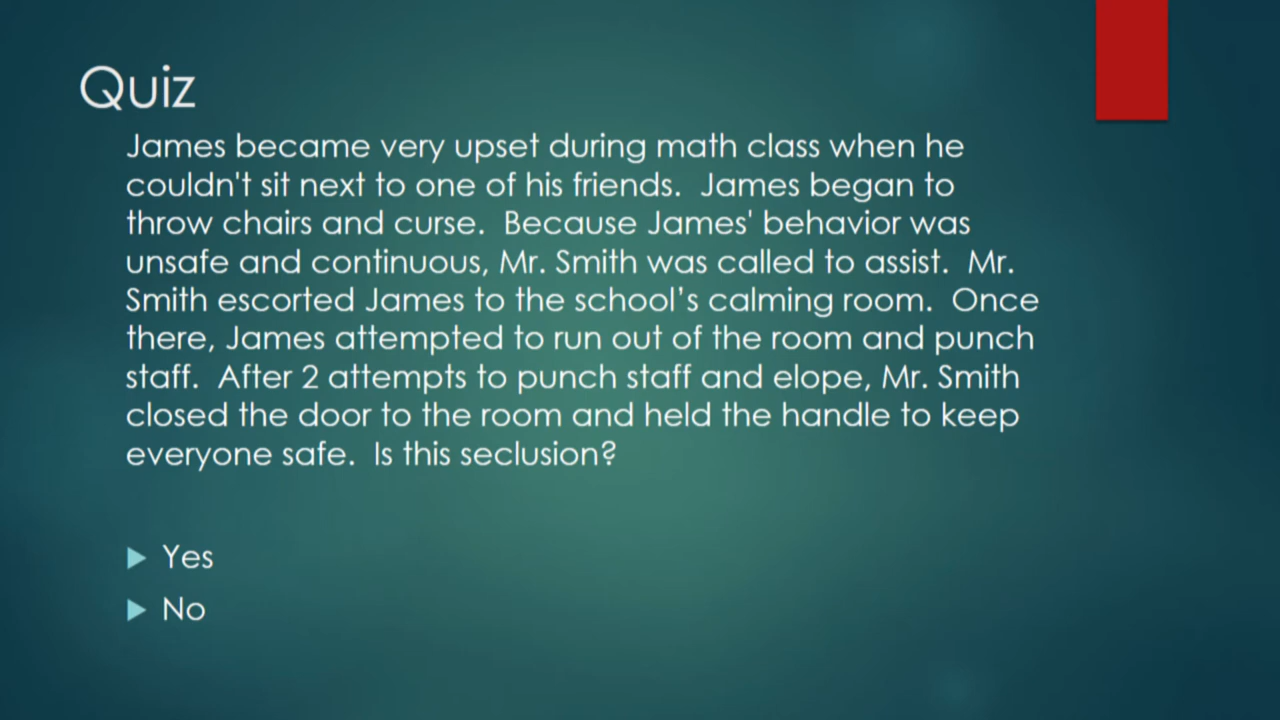 Quiz
James became very upset during math class when he
couldn't sit next to one of his friends.  James began to
throw chairs and curse.  Because James' behavior was
unsafe and continuous, Mr. Smith was called to assist.  Mr.
Smith escorted James to the school’s calming room.  Once
there, James attempted to run out of the room and punch
staff.  After 2 attempts to punch staff and elope, Mr. Smith
closed the door to the room and held the handle to keep
everyone safe.  Is this seclusion?
Yes
No